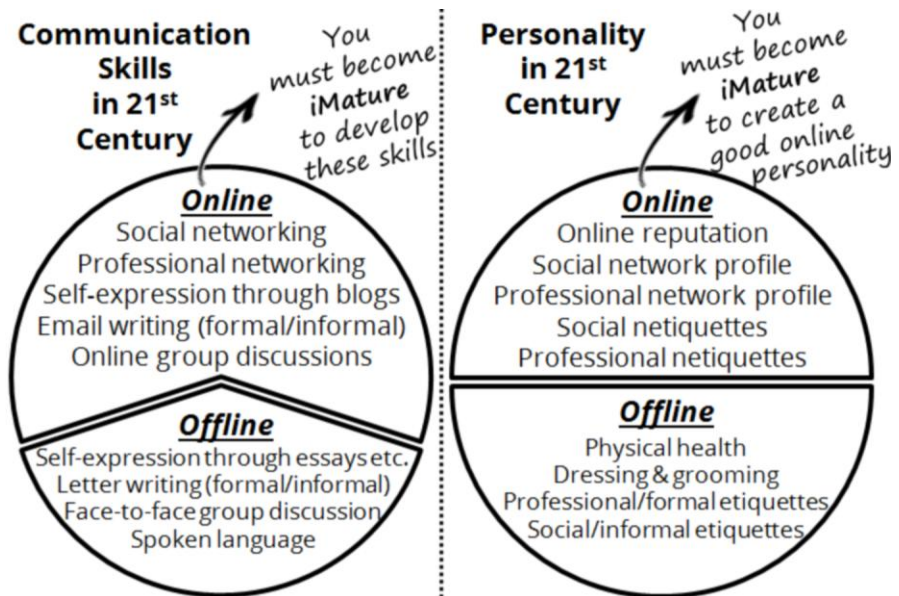 Communication
Skills
in 21st
Century
You
must become
iMature
to develop
these skills
Online
Social networking
Professional networking
Self-expression through blogs
Email writing (formal/informal)
Online group discussions
Offline
Self-expression through essays etc.
Letter writing (formal/informal)
Face-to-face group discussion
Spoken language
Personality
in 21st
Century
You
must become
iMature
to create a
good online
personality
Online
Online reputation
Social network profile
Professional network profile
Social netiquettes
Professional netiquettes
Offline
Physical health
Dressing & grooming
Professional/formal etiquettes
Social/informal etiquettes